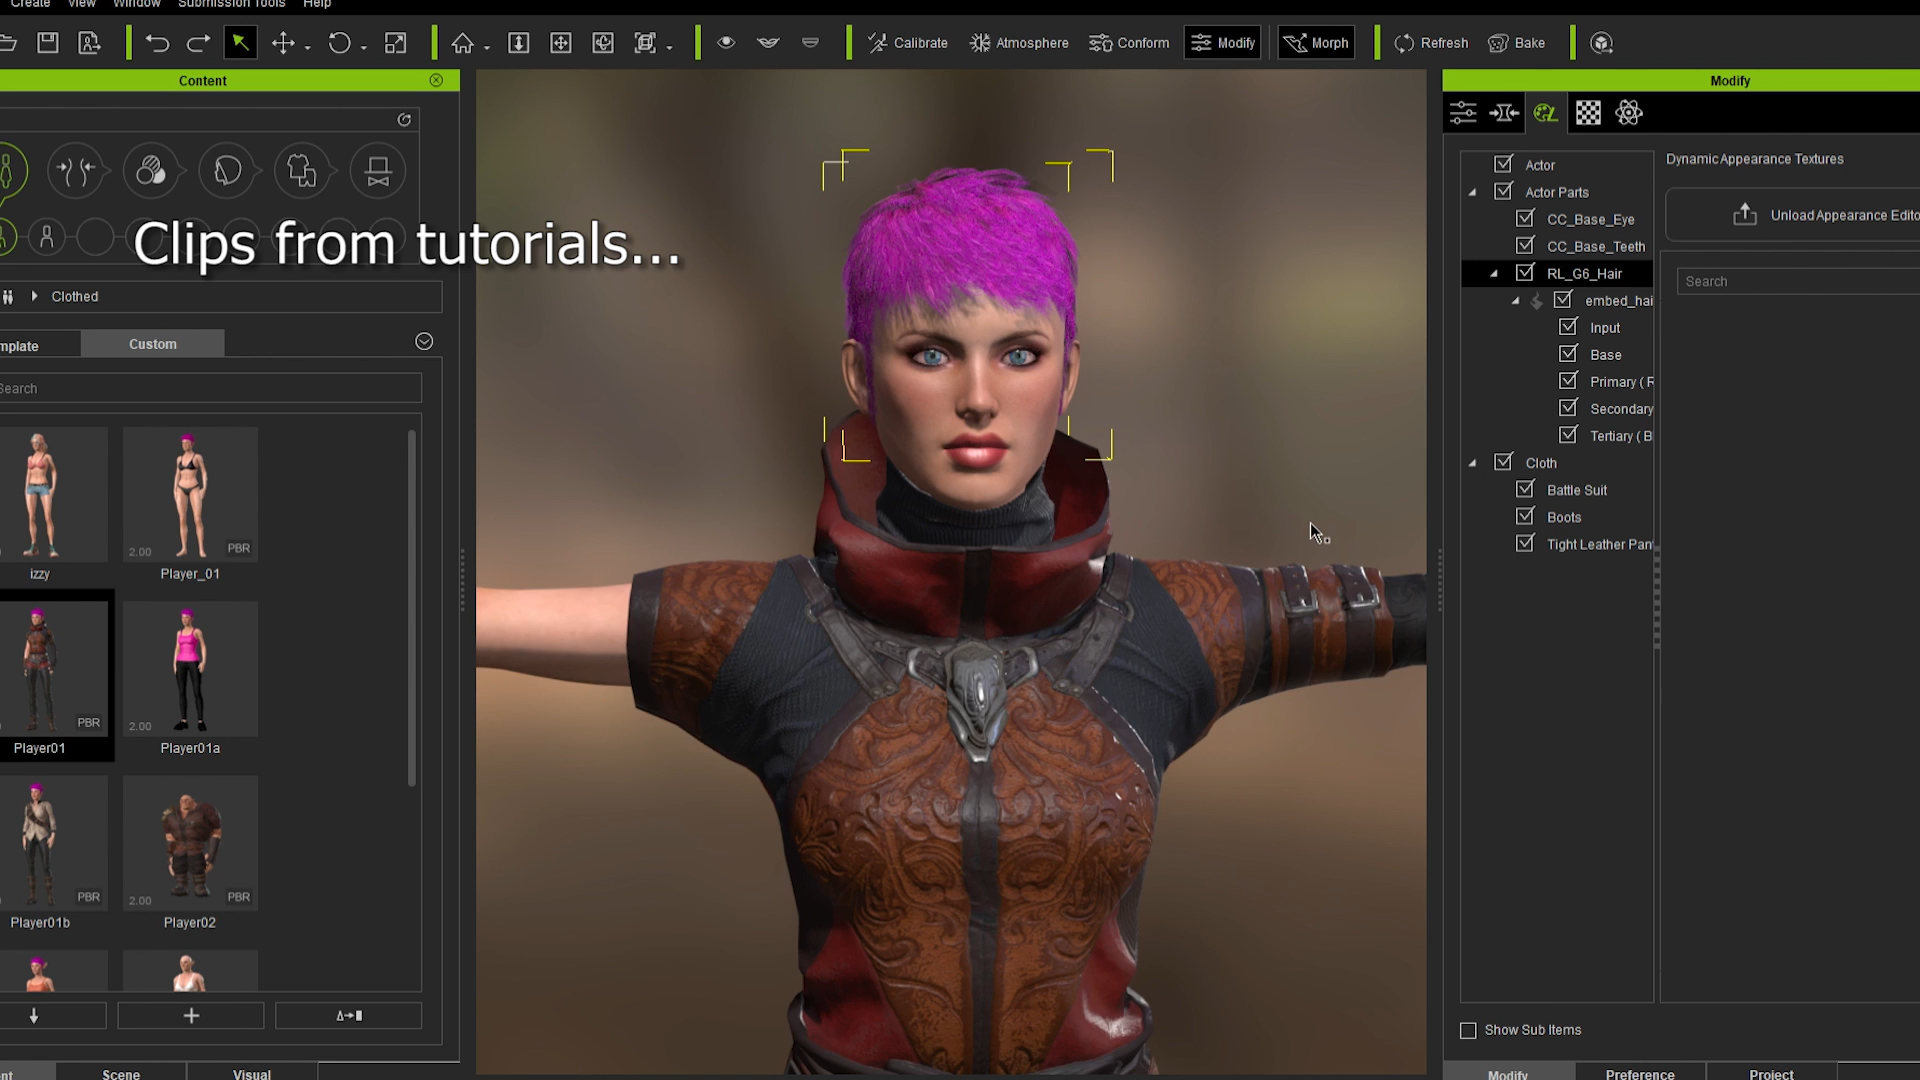 Create View Window Submission Tools Help
Calibrate Atmosphere Conform Modify Morph Refresh Bake
Content
Clips from tutorials...
Clothed
mplate Custom
Search
izzy
2.00 PBR
Player_01
PBR
Player01
2.00
Player01a
PBR
Player01b
2.00 PBR
Player02
nt Scene Visual
Modify
Actor
Actor Parts
CC_Base_Eye
CC_Base_Teeth
RL_G6_Hair
embed_hai
Input
Base
Primary ( R
Secondary
Tertiary ( B
Cloth
Battle Suit
Boots
Tight Leather Pan
Show Sub Items
Dynamic Appearance Textures
Unload Appearance Edito
Search
Modify Preference Project